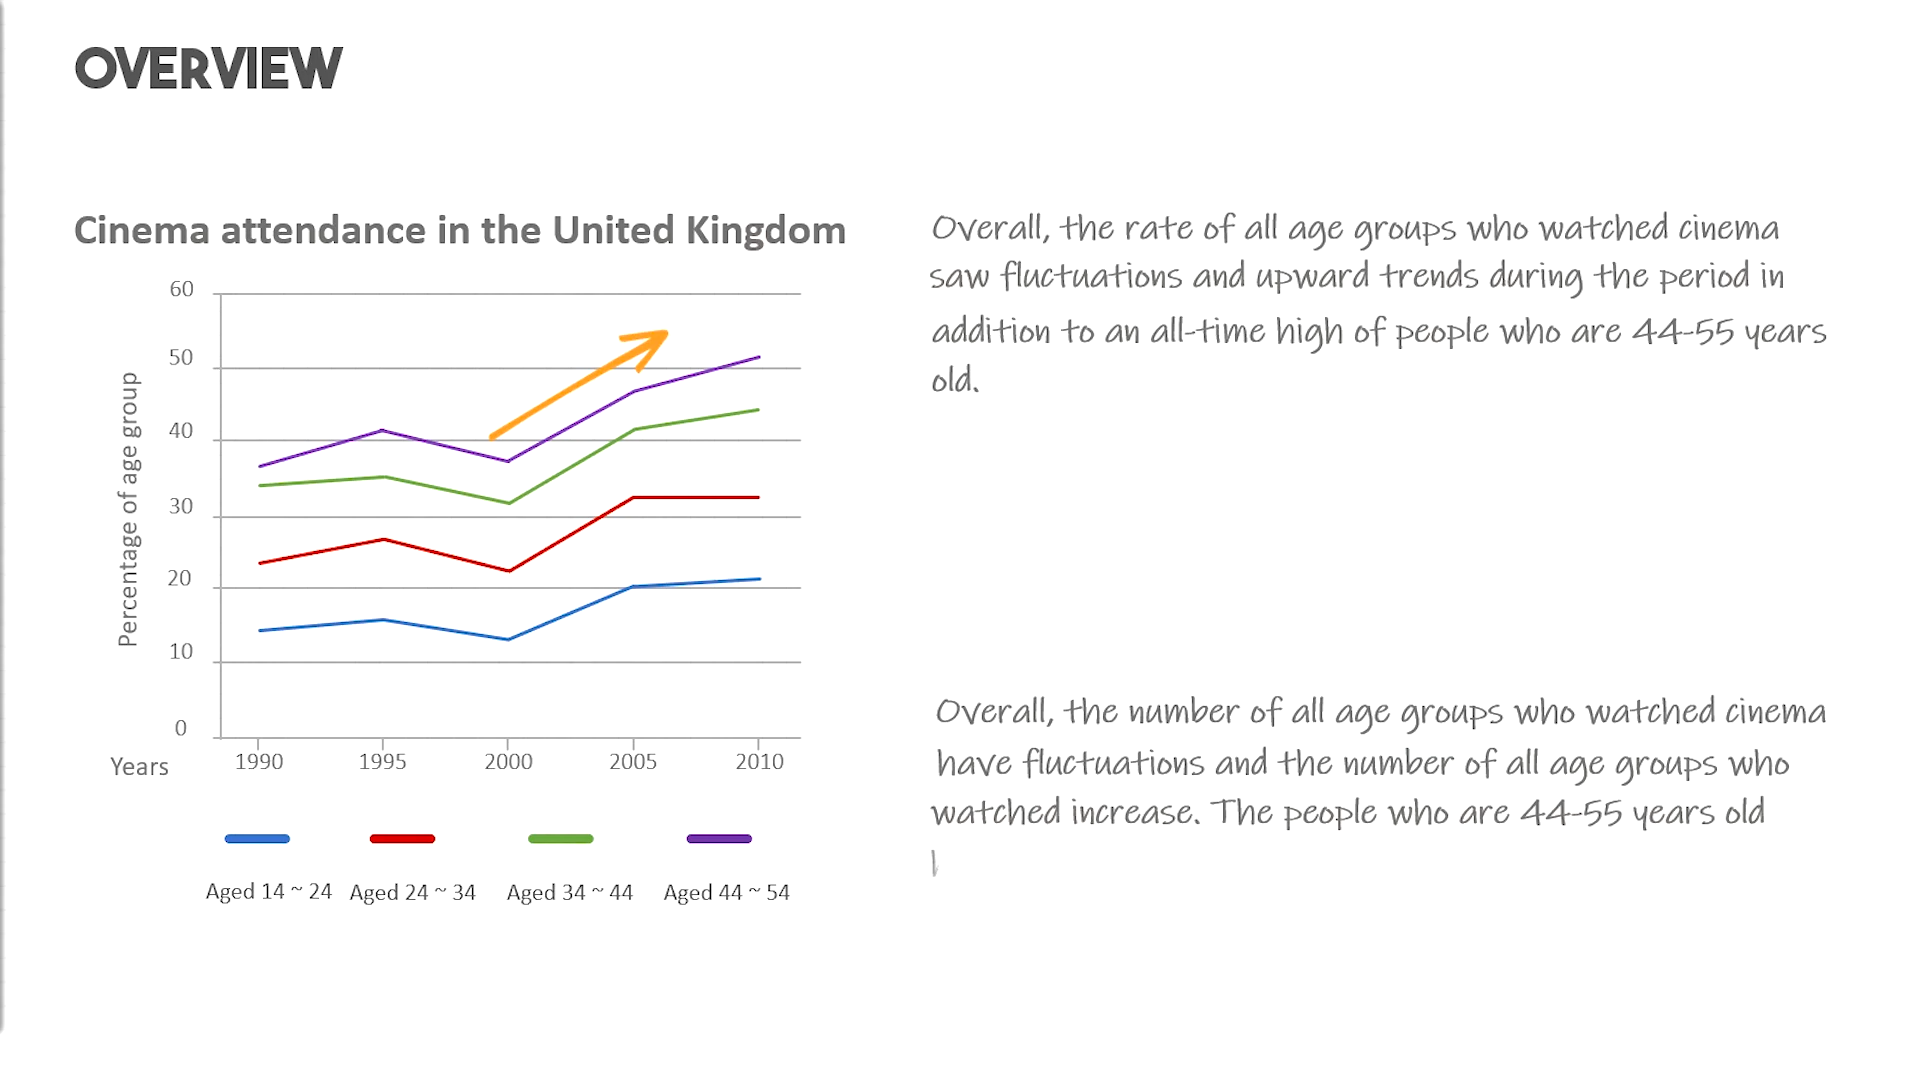 OVERVIEW
Cinema attendance in the United Kingdom
60
50
40
30
20
10
0
Percentage of age group
Years
1990 1995 2000 2005 2010
Aged 14 ~ 24 Aged 24 ~ 34 Aged 34 ~ 44 Aged 44 ~ 54
Overall, the rate of all age groups who watched cinema
saw fluctuations and upward trends during the period in
addition to an all-time high of people who are 44-55 years
old.
Overall, the number of all age groups who watched cinema
have fluctuations and the number of all age groups who
watched increase. The people who are 44-55 years old